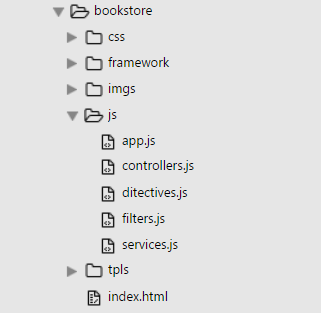 bookstore
css
framework
imgs
js
app.js
controllers.js
ditectives.js
filters.js
services.js
tpls
index.html